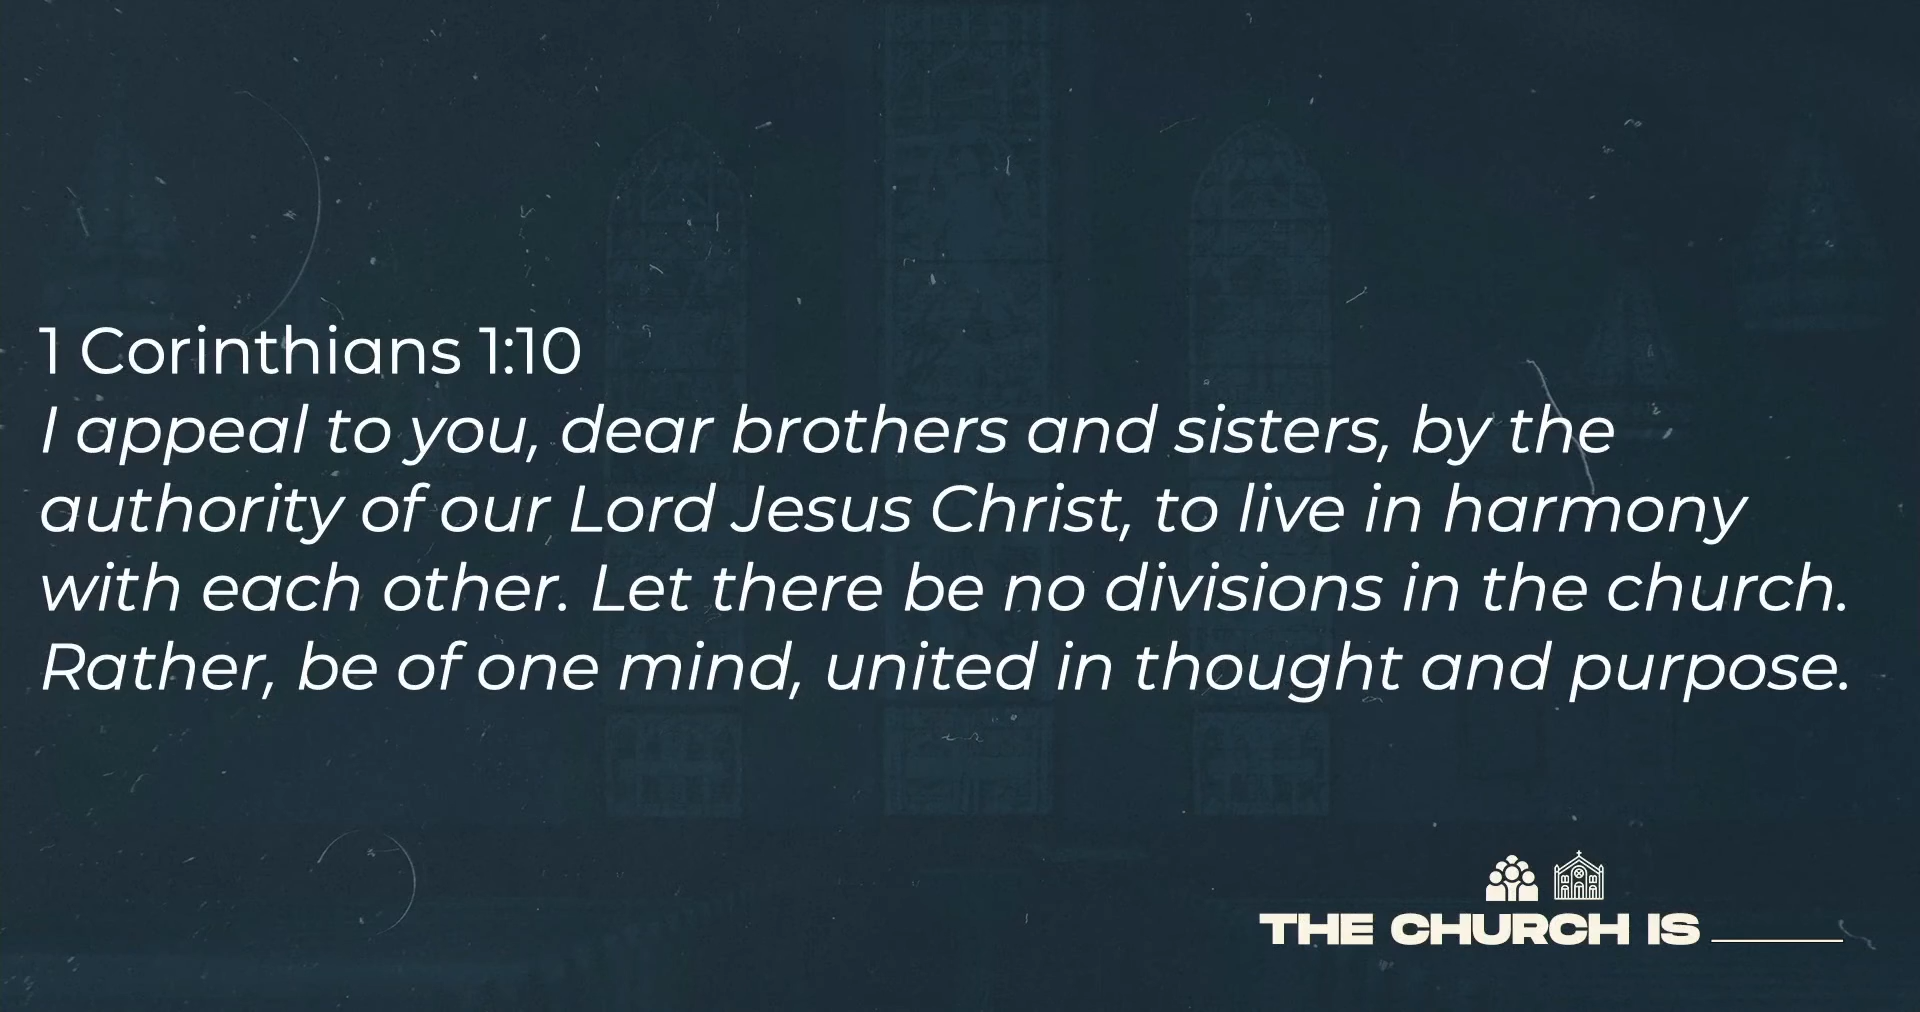 1 Corinthians 1:10
I appeal to you, dear brothers and sisters, by the
authority of our Lord Jesus Christ, to live in harmony
with each other. Let there be no divisions in the church.
Rather, be of one mind, united in thought and purpose.
THE CHURCH IS ______